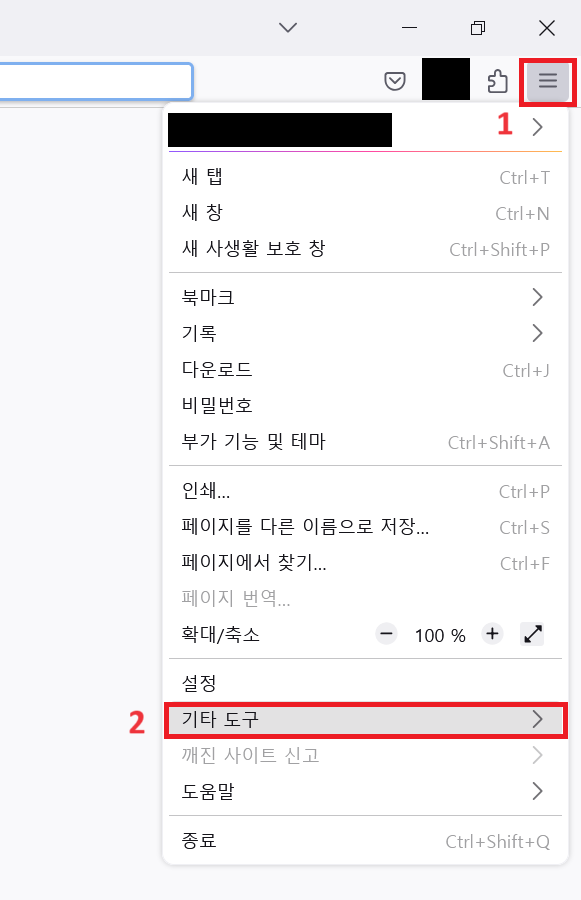 1
새 탭 Ctrl+T
새 창 Ctrl+N
새 사생활 보호 창 Ctrl+Shift+P
북마크
기록
다운로드 Ctrl+J
비밀번호
부가 기능 및 테마 Ctrl+Shift+A
인쇄... Ctrl+P
페이지를 다른 이름으로 저장... Ctrl+S
페이지에서 찾기... Ctrl+F
페이지 번역...
확대/축소 − 100 % +
설정
2 기타 도구
깨진 사이트 신고
도움말
종료 Ctrl+Shift+Q